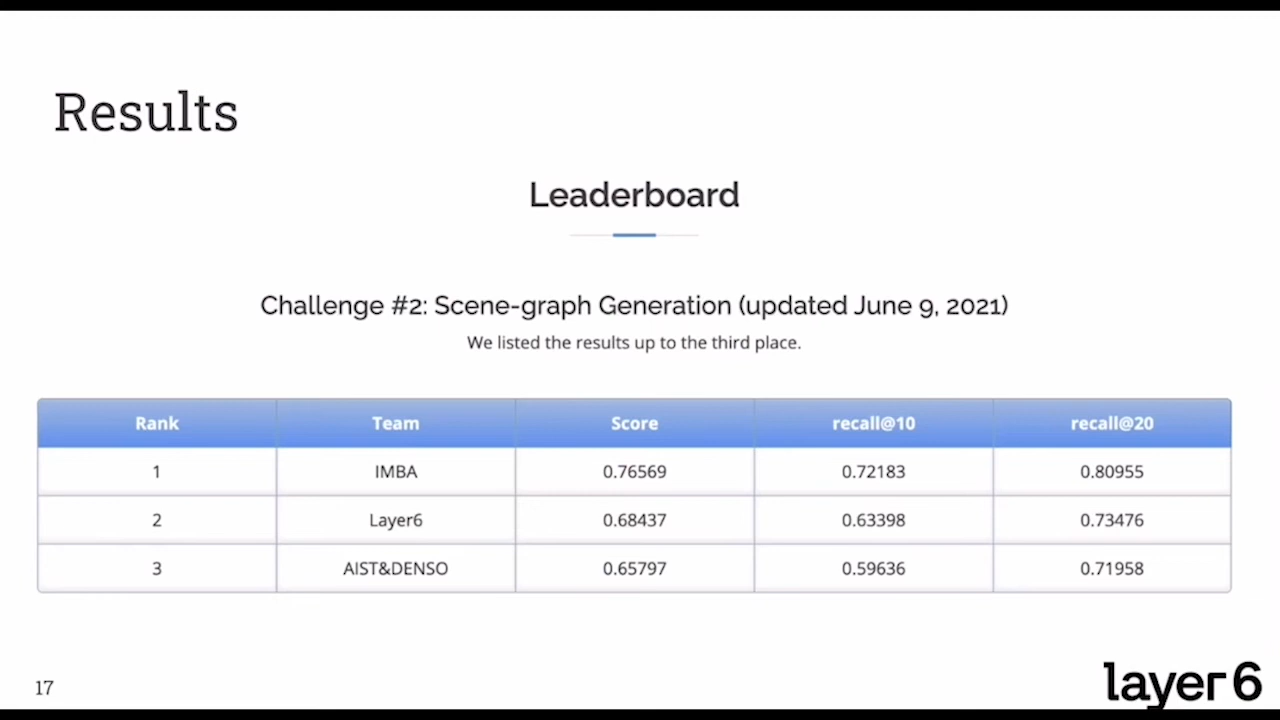 Results
Leaderboard
Challenge #2: Scene-graph Generation (updated June 9, 2021)
We listed the results up to the third place.
Rank Team Score recall@10 recall@20
1 IMBA 0.76569 0.72183 0.80955
2 Layer6 0.68437 0.63398 0.73476
3 AIST&DENSO 0.65797 0.59636 0.71958
17
layer 6